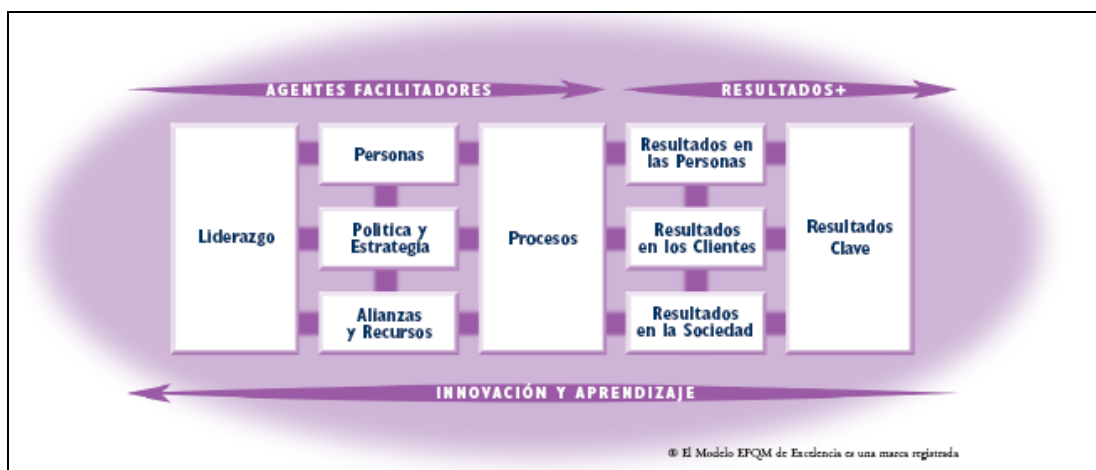 AGENTES FACILITADORES
RESULTADOS+
Liderazgo
Personas
Política y
Estrategia
Alianzas
y Recursos
Procesos
Resultados en
las Personas
Resultados
en los Clientes
Resultados
en la Sociedad
Resultados
Clave
INNOVACIÓN Y APRENDIZAJE
® El Modelo EFQM de Excelencia es una marca registrada